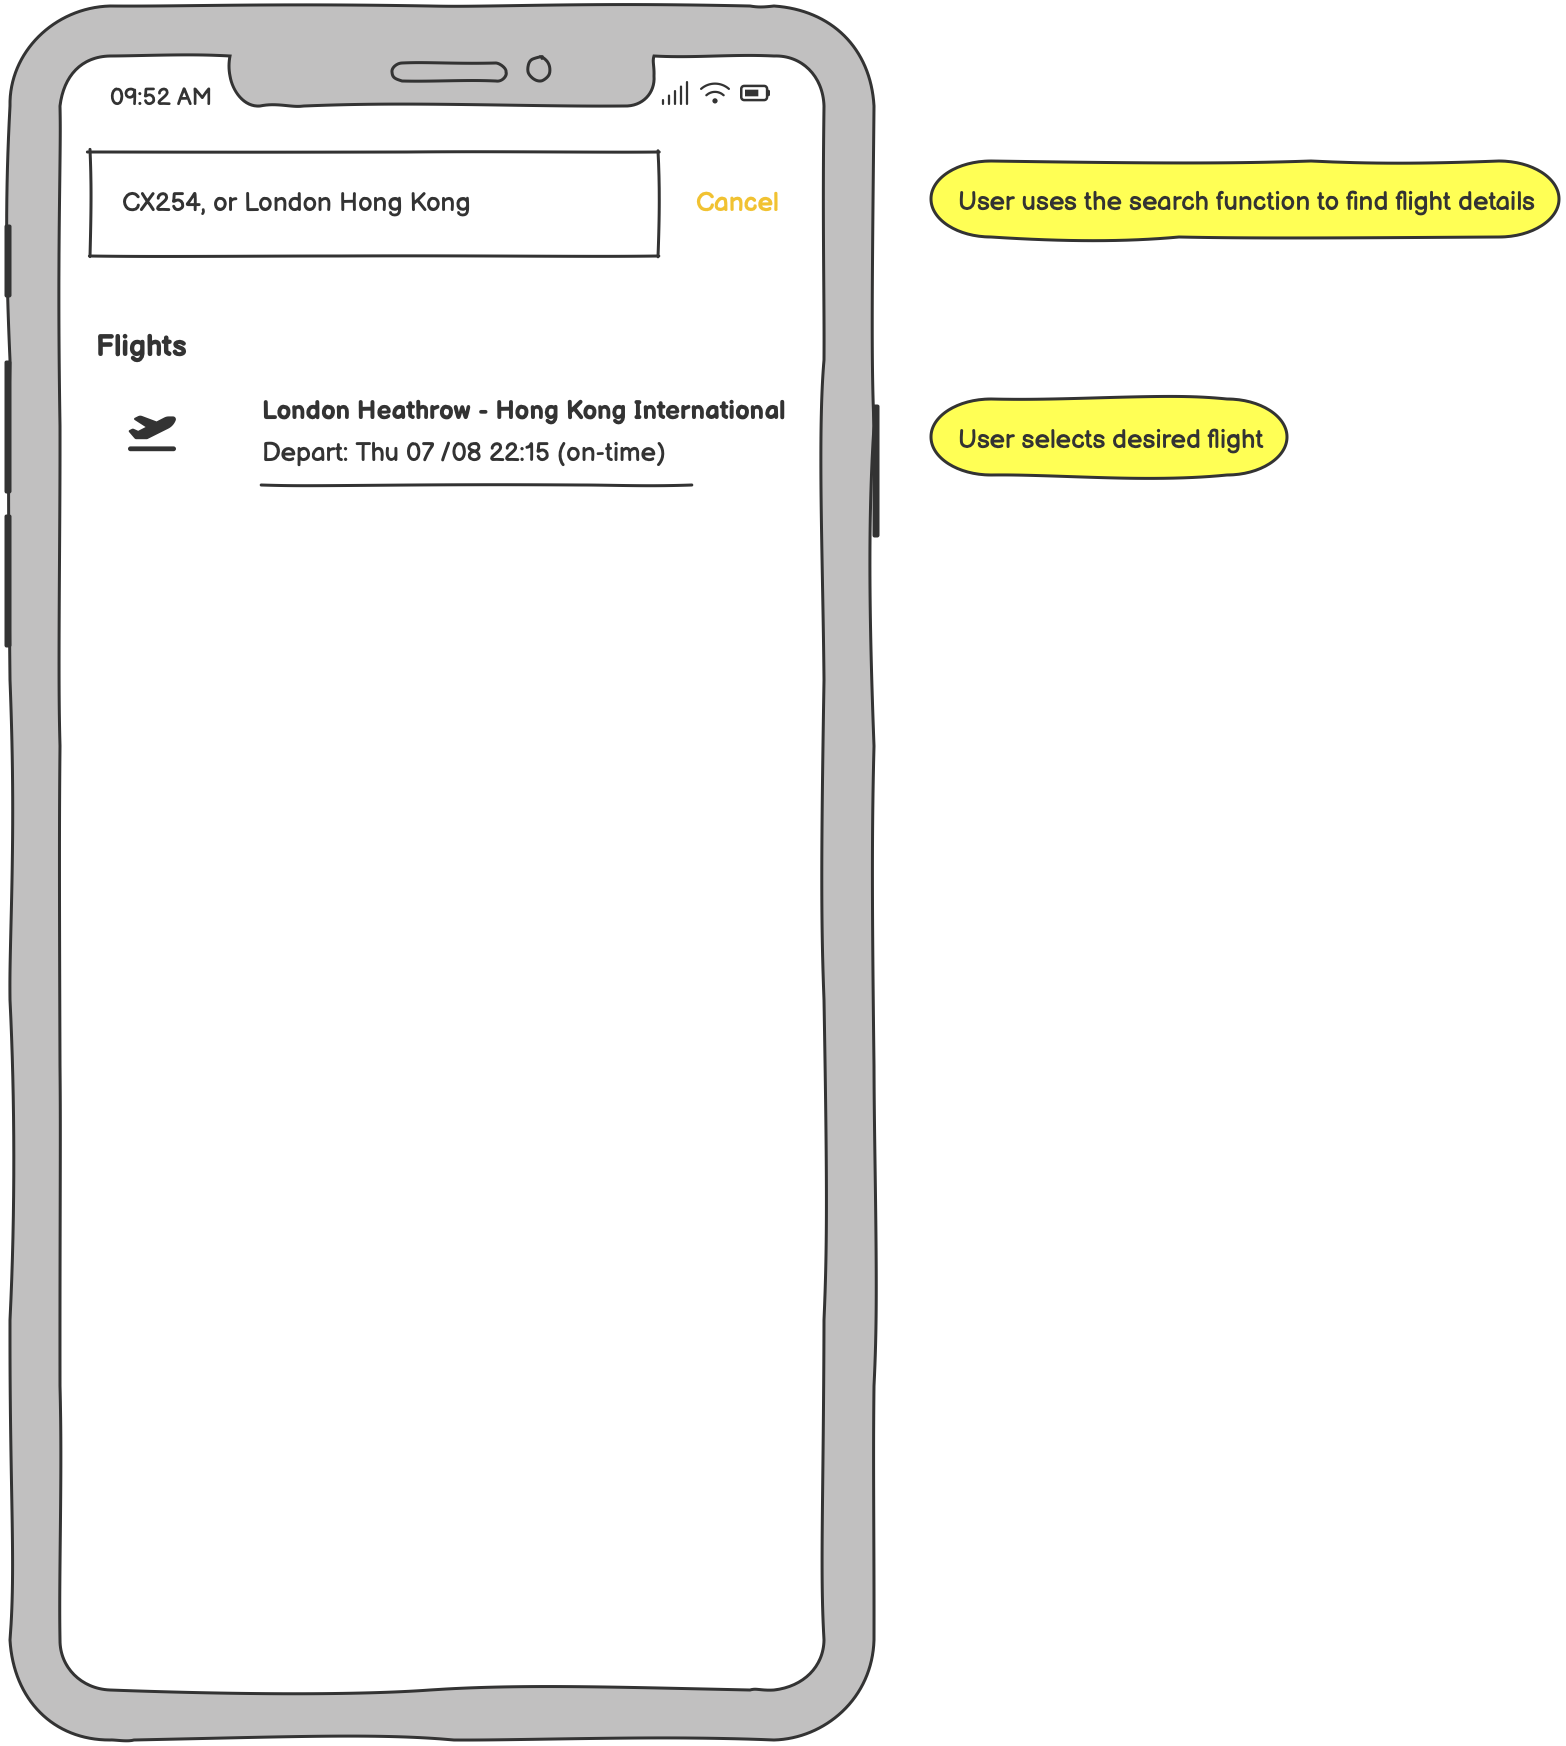 09:52 AM
CX254, or London Hong Kong
Cancel
User uses the search function to find flight details
Flights
London Heathrow - Hong Kong International
Depart: Thu 07 /08 22:15 (on-time)
User selects desired flight